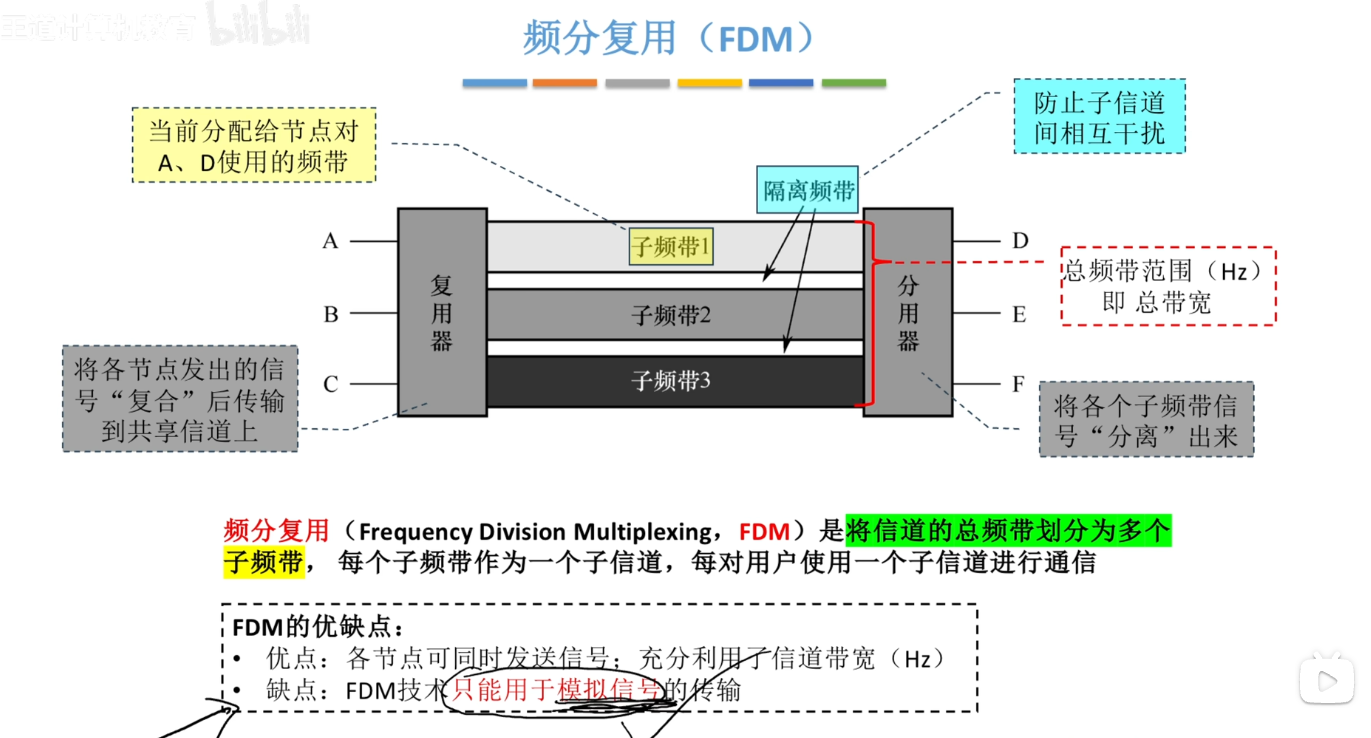 王道计算机教育 bilibili
频分复用（FDM）
当前分配给节点对
A、D使用的频带
防止子信道
间相互干扰
隔离频带
A
B
C
复
用
器
子频带1
子频带2
子频带3
分
用
器
D
E
F
总频带范围（Hz）
即 总带宽
将各节点发出的信
号“复合”后传输
到共享信道上
将各个子频带信
号“分离”出来
频分复用（Frequency Division Multiplexing，FDM）是将信道的总频带划分为多个
子频带， 每个子频带作为一个子信道，每对用户使用一个子信道进行通信
FDM的优缺点：
• 优点：各节点可同时发送信号；充分利用了信道带宽（Hz）
• 缺点：FDM技术只能用于模拟信号的传输